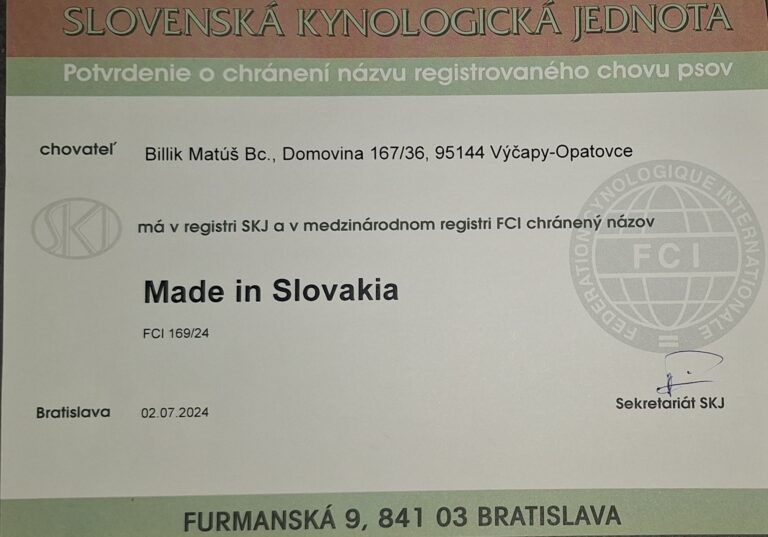 SLOVENSKÁ KYNOLOGICKÁ JEDNOTA
Potvrdenie o chránení názvu registrovaného chovu psov
chovateľ Billik Matúš Bc., Domovina 167/36, 95144 Výčapy-Opatovce
SKJ
má v registri SKJ a v medzinárodnom registri FCI chránený názov
FEDERATION CYNOLOGIQUE INTERNATIONALE
FCI
Made in Slovakia
FCI 169/24
Bratislava 02.07.2024
Sekretariát SKJ
FURMANSKÁ 9, 841 03 BRATISLAVA